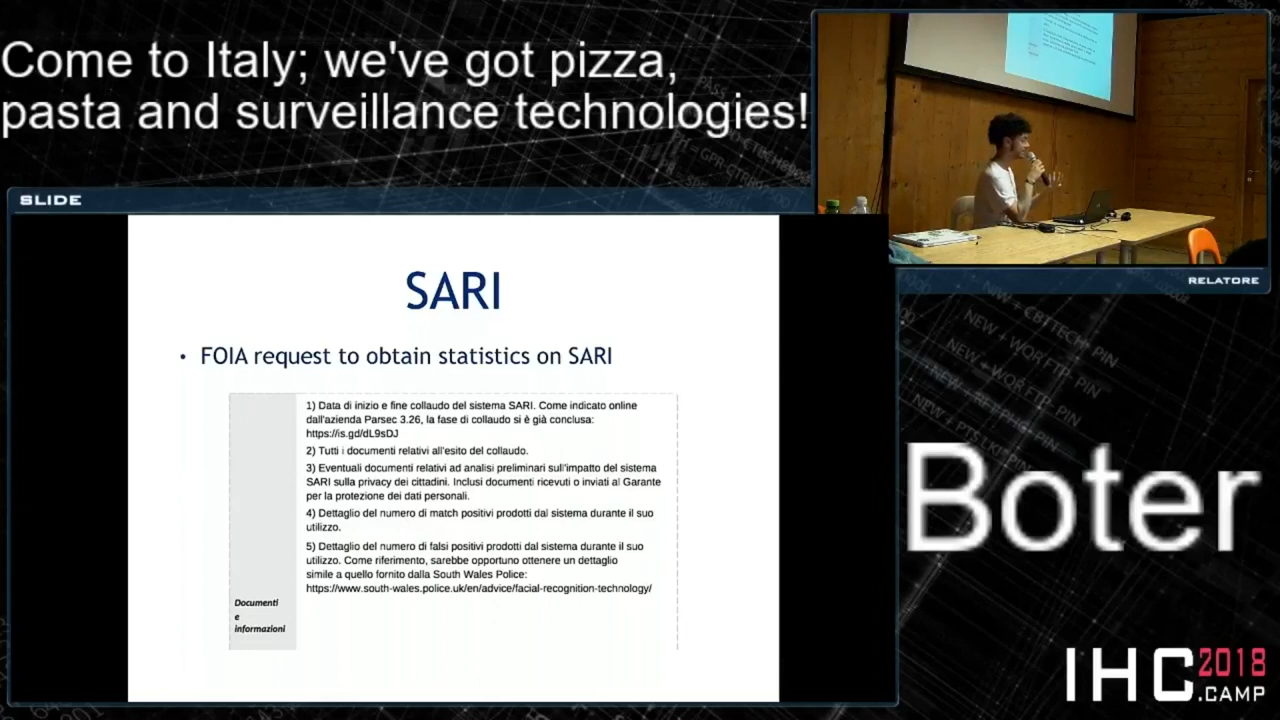 Come to Italy; we've got pizza,
pasta and surveillance technologies!
SLIDE
SARI
• FOIA request to obtain statistics on SARI
1) Data di inizio e fine collaudo del sistema SARI. Come indicato online
dall'azienda Parsec 3.26, la fase di collaudo si è già conclusa:
https://is.gd/dL9sDJ
2) Tutti i documenti relativi all'esito del collaudo.
3) Eventuali documenti relativi ad analisi preliminari sull'impatto del sistema
SARI sulla privacy dei cittadini. Inclusi documenti ricevuti o inviati al Garante
per la protezione dei dati personali.
4) Dettaglio del numero di match positivi prodotti dal sistema durante il suo
utilizzo.
5) Dettaglio del numero di falsi positivi prodotti dal sistema durante il suo
utilizzo. Come riferimento, sarebbe opportuno ottenere un dettaglio
simile a quello fornito dalla South Wales Police:
https://www.south-wales.police.uk/en/advice/facial-recognition-technology/
Documenti
e
informazioni
RELATORE
Boter
IHC 2018
.CAMP